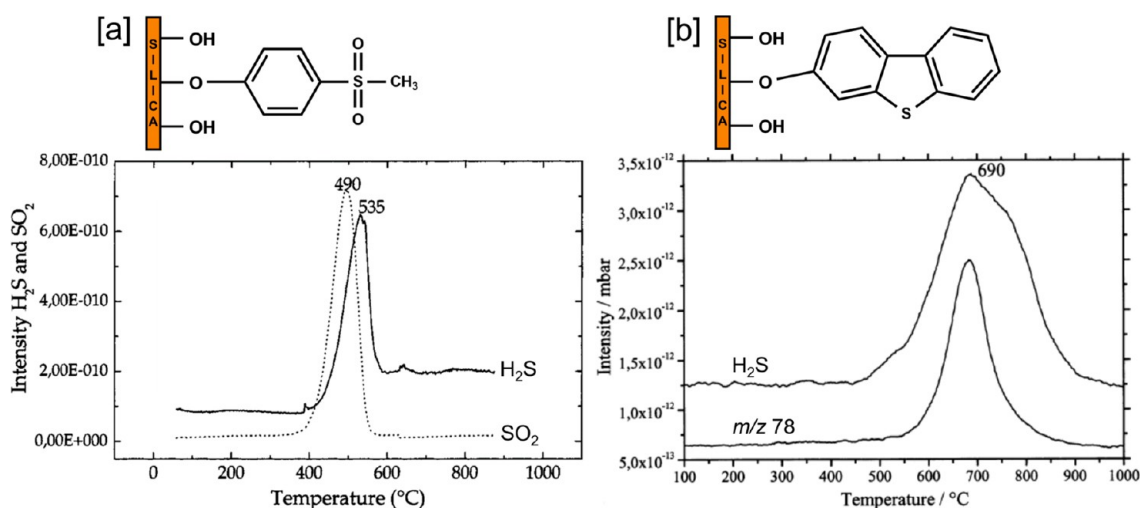 [a]
SILICA
OH
O
OH
O
S
O
CH₃
8,00E-010
6,00E-010
4,00E-010
2,00E-010
0,00E+000
Intensity H₂S and SO₂
490
535
H₂S
SO₂
0 200 400 600 800 1000
Temperature (°C)
[b]
SILICA
OH
O
OH
S
3,5x10⁻¹²
3,0x10⁻¹²
2,5x10⁻¹²
2,0x10⁻¹²
1,5x10⁻¹²
1,0x10⁻¹²
5,0x10⁻¹³
Intensity / mbar
690
H₂S
m/z 78
100 200 300 400 500 600 700 800 900 1000
Temperature / °C